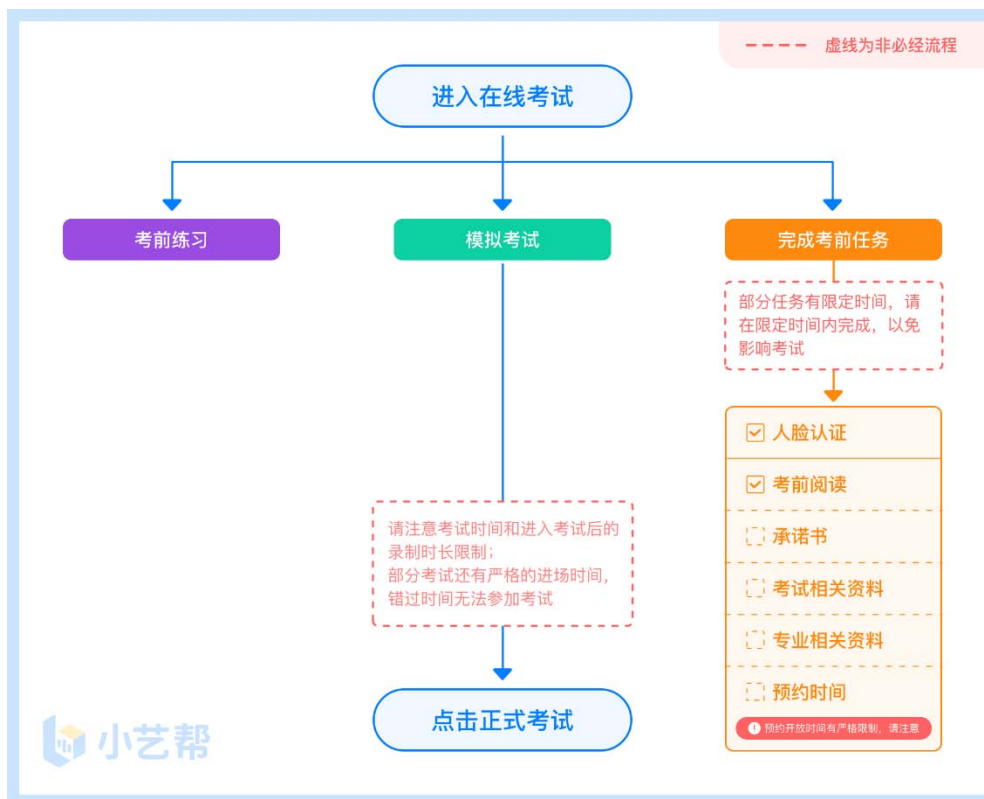 虚线为非必经流程
进入在线考试
考前练习
模拟考试
完成考前任务
部分任务有限定时间，请
在限定时间内完成，以免
影响考试
人脸认证
考前阅读
承诺书
考试相关资料
专业相关资料
预约时间
预约开放时间有严格限制，请注意
请注意考试时间和进入考试后的
录制时长限制；
部分考试还有严格的进场时间，
错过时间无法参加考试
点击正式考试
小艺帮